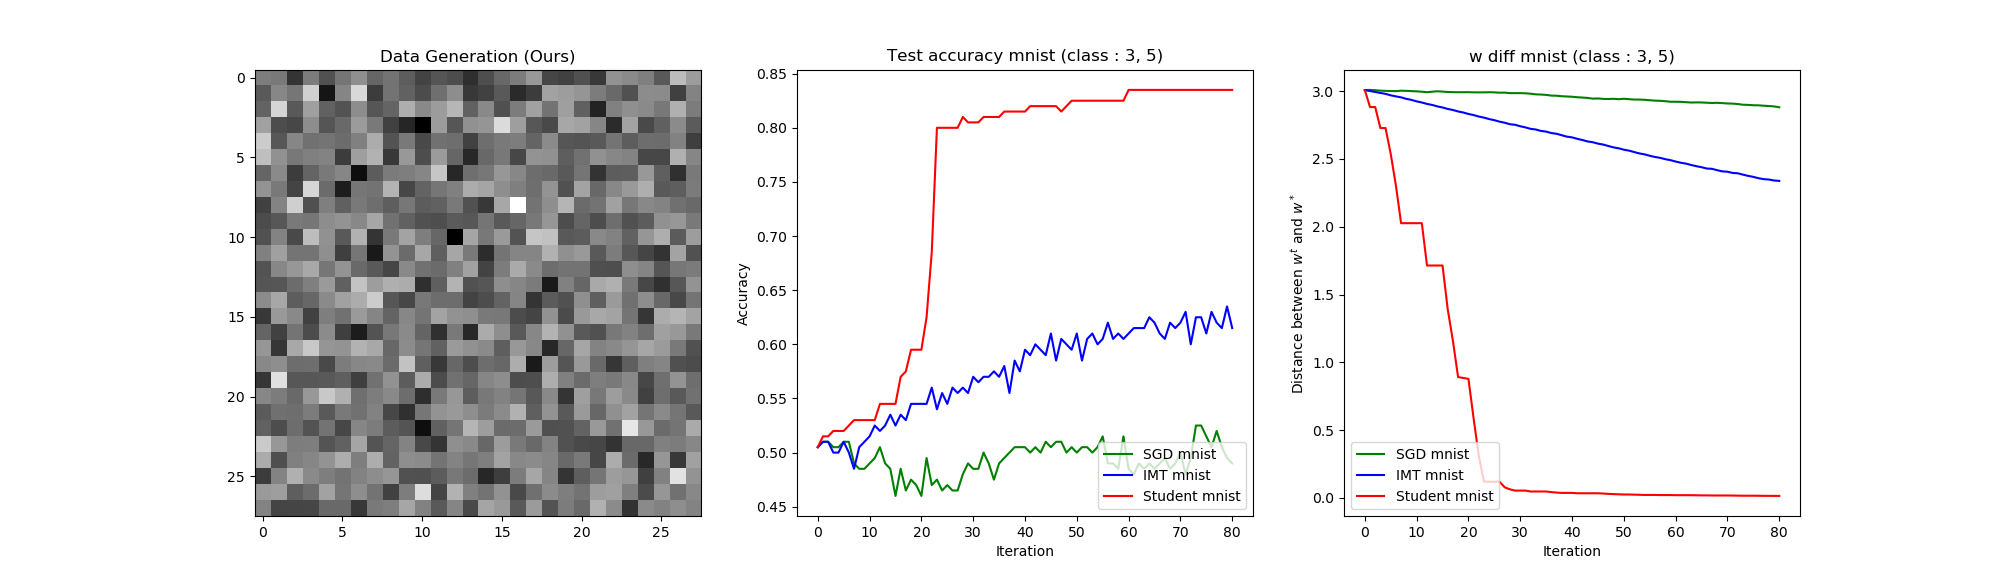 Data Generation (Ours)
0
5
10
15
20
25
0 5 10 15 20 25
Test accuracy mnist (class : 3, 5)
Accuracy
0.85
0.80
0.75
0.70
0.65
0.60
0.55
0.50
0.45
SGD mnist
IMT mnist
Student mnist
0 10 20 30 40 50 60 70 80
Iteration
w diff mnist (class : 3, 5)
Distance between w^t and w^*
3.0
2.5
2.0
1.5
1.0
0.5
0.0
SGD mnist
IMT mnist
Student mnist
0 10 20 30 40 50 60 70 80
Iteration